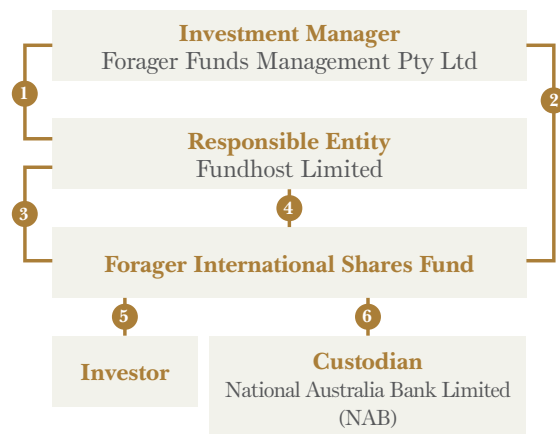 Investment Manager
Forager Funds Management Pty Ltd
1
2
Responsible Entity
Fundhost Limited
3
4
Forager International Shares Fund
5
6
Investor
Custodian
National Australia Bank Limited
(NAB)